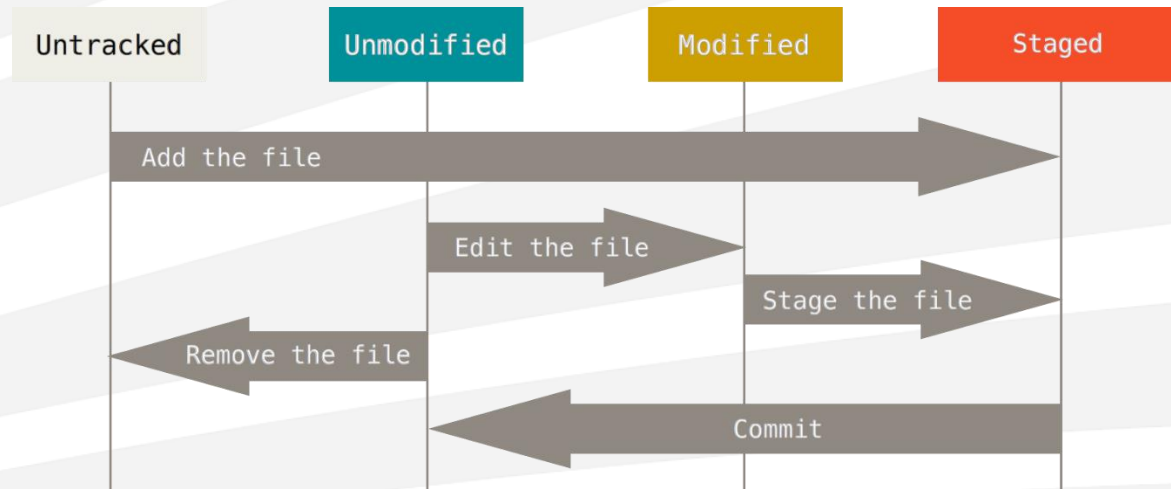 Untracked
Unmodified
Modified
Staged
Add the file
Edit the file
Stage the file
Remove the file
Commit